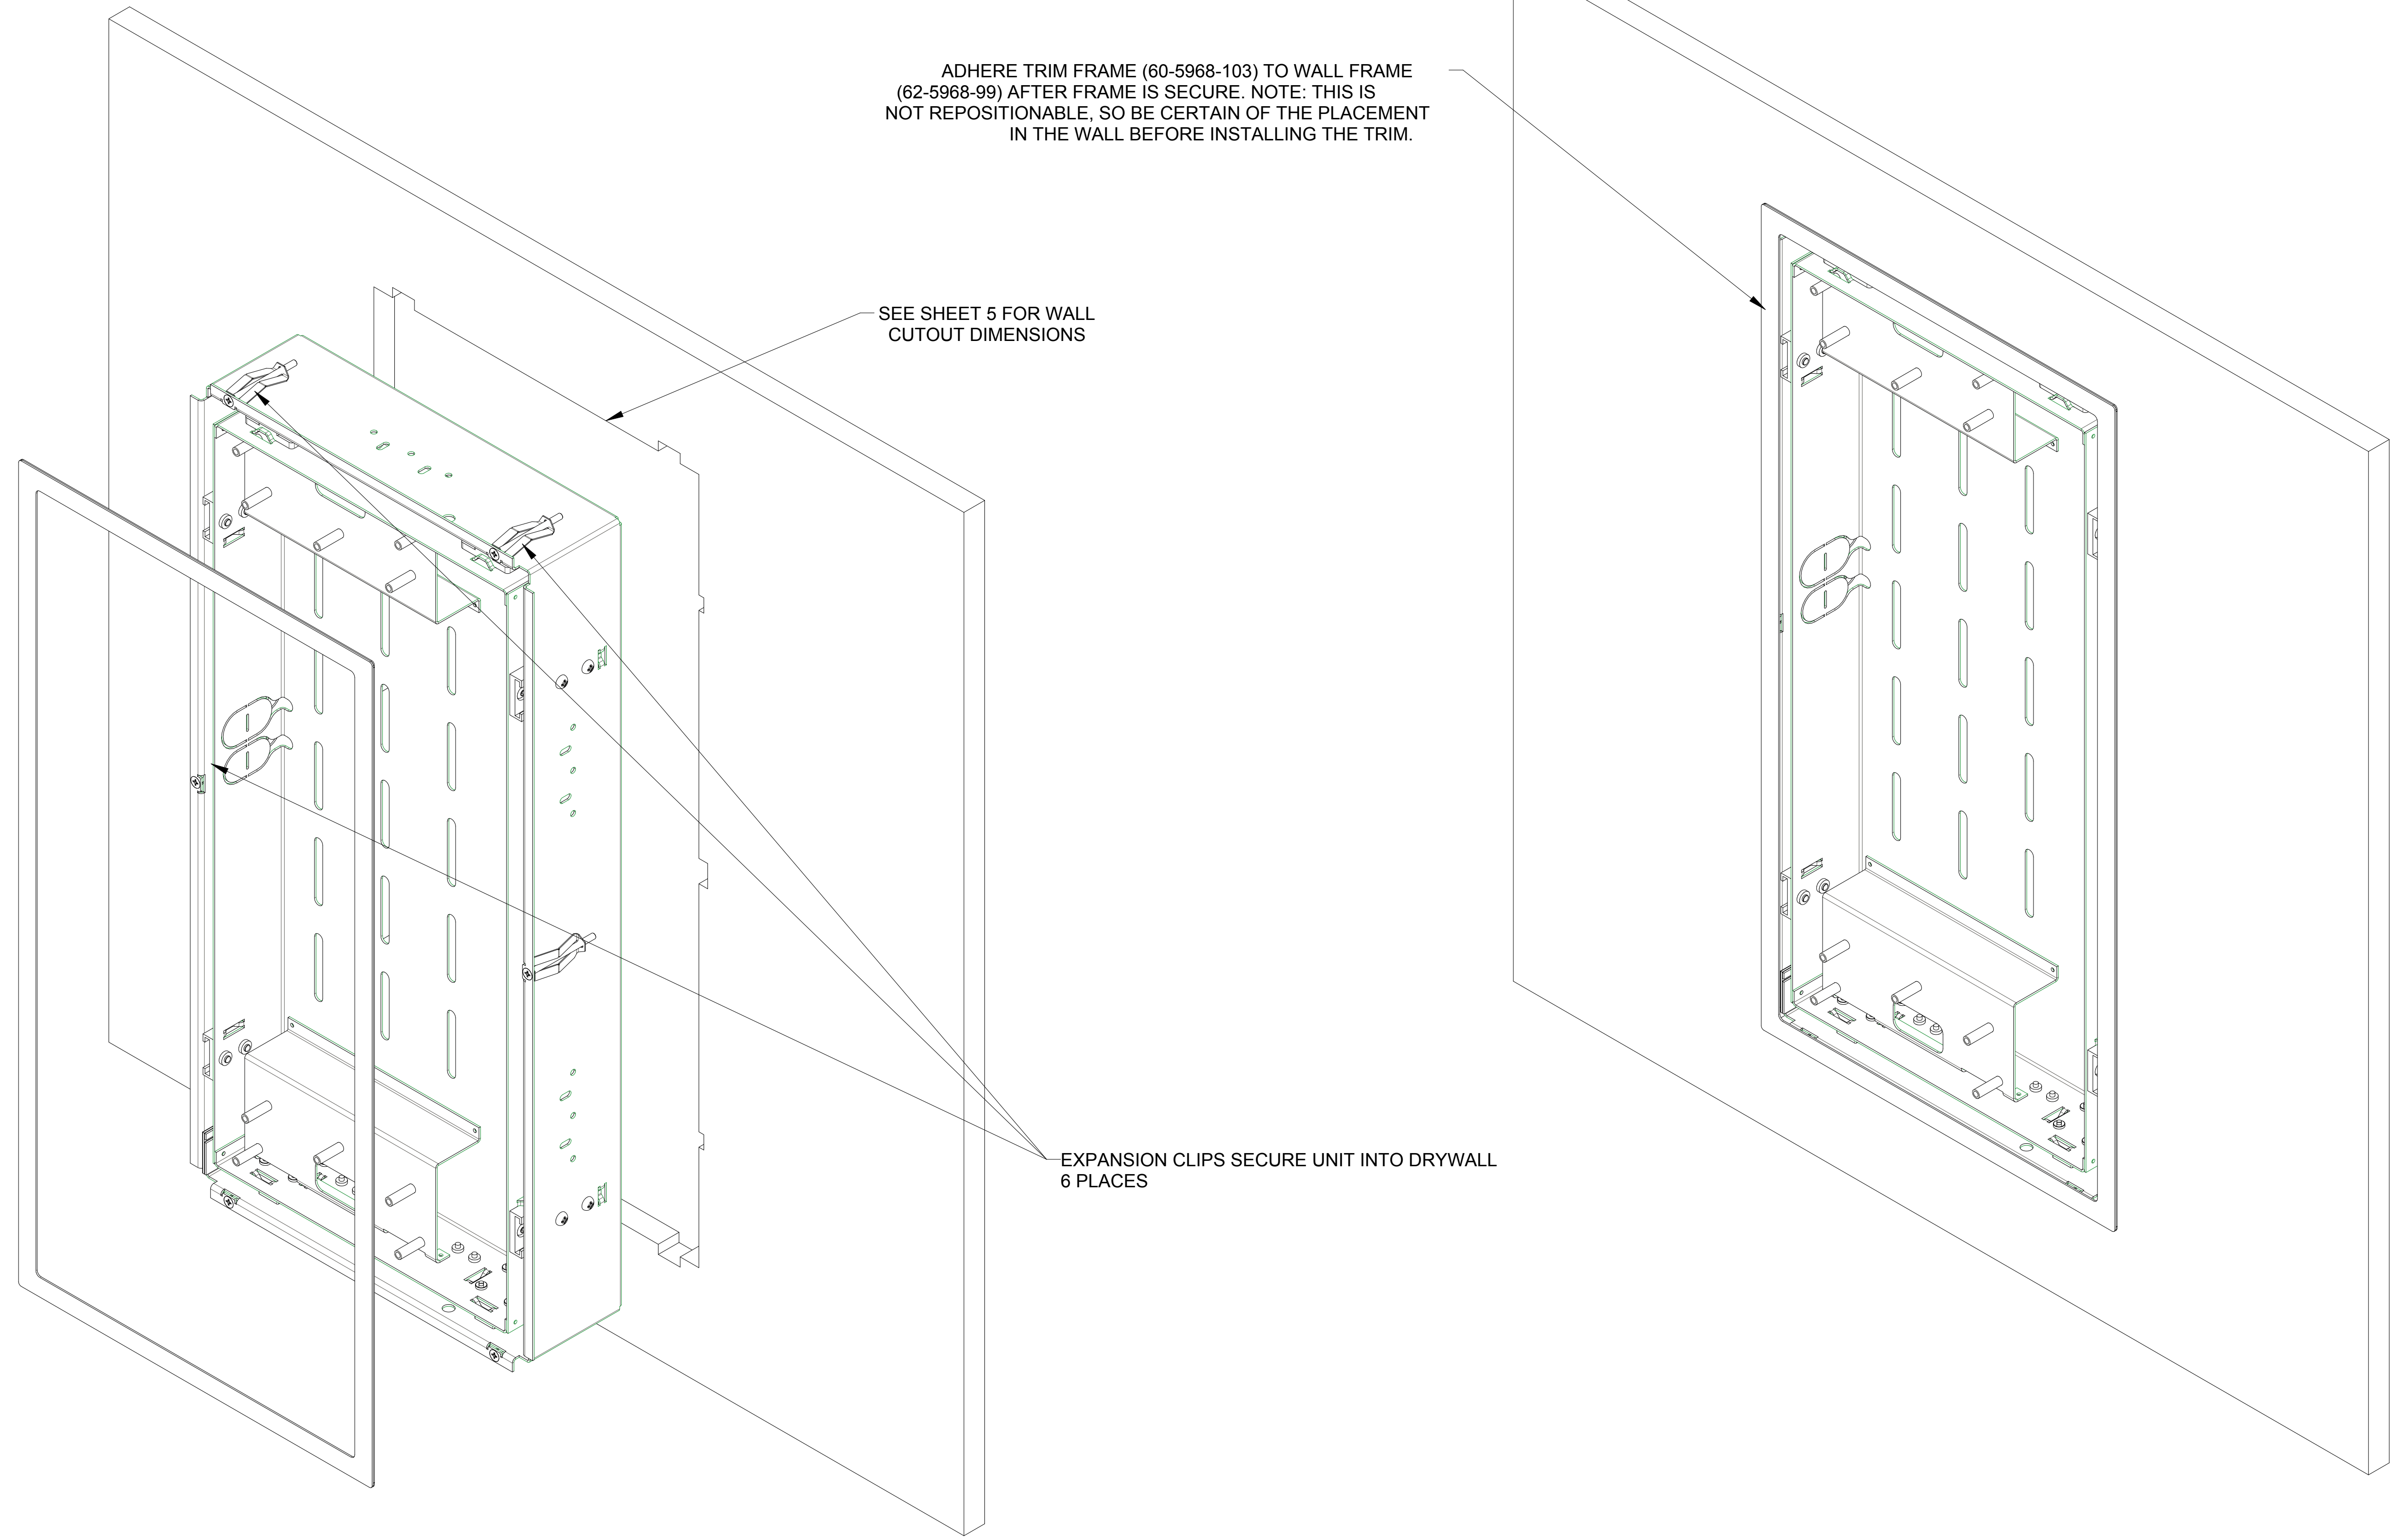 ADHERE TRIM FRAME (60-5968-103) TO WALL FRAME
(62-5968-99) AFTER FRAME IS SECURE. NOTE: THIS IS
NOT REPOSITIONABLE, SO BE CERTAIN OF THE PLACEMENT
IN THE WALL BEFORE INSTALLING THE TRIM.
SEE SHEET 5 FOR WALL
CUTOUT DIMENSIONS
EXPANSION CLIPS SECURE UNIT INTO DRYWALL
6 PLACES